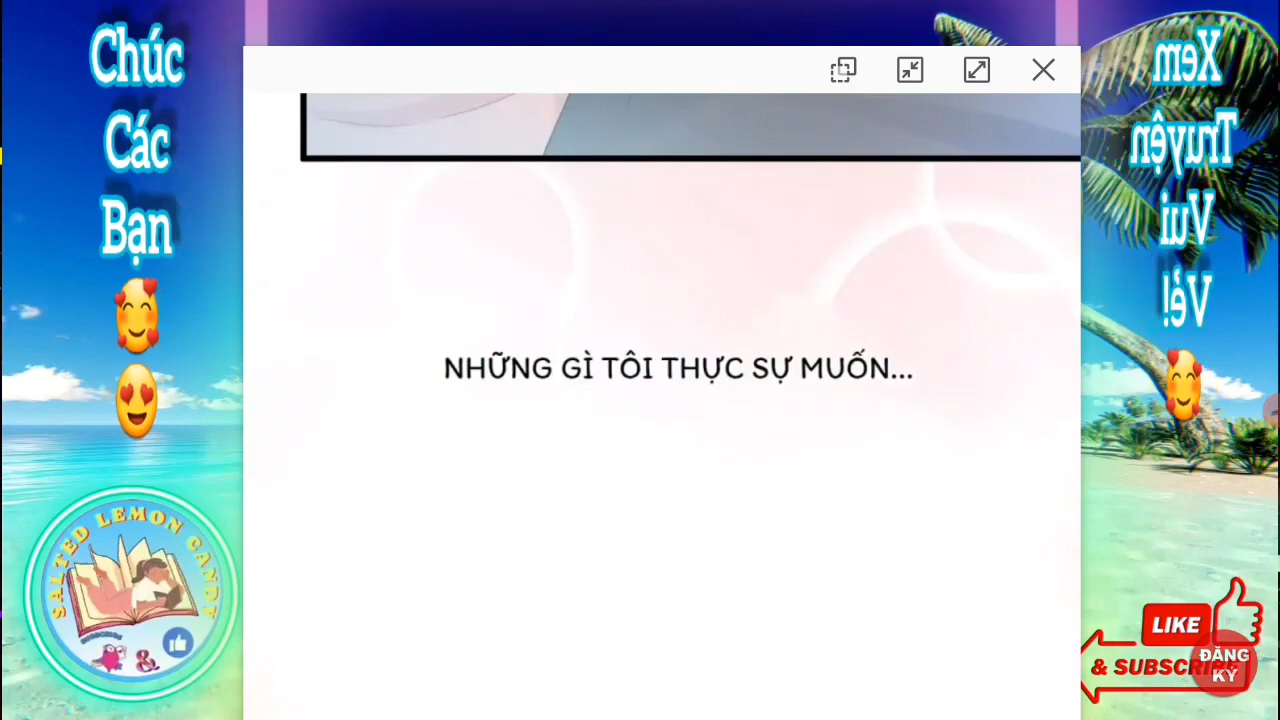 Chúc
Các
Bạn
NHỮNG GÌ TÔI THỰC SỰ MUỐN...
Xem
Truyện
Vui
Vẻ!
SALTED LEMON CANDY
SUBSCRIBE
&
LIKE
& SUBSCRIBE
ĐĂNG
KÝ